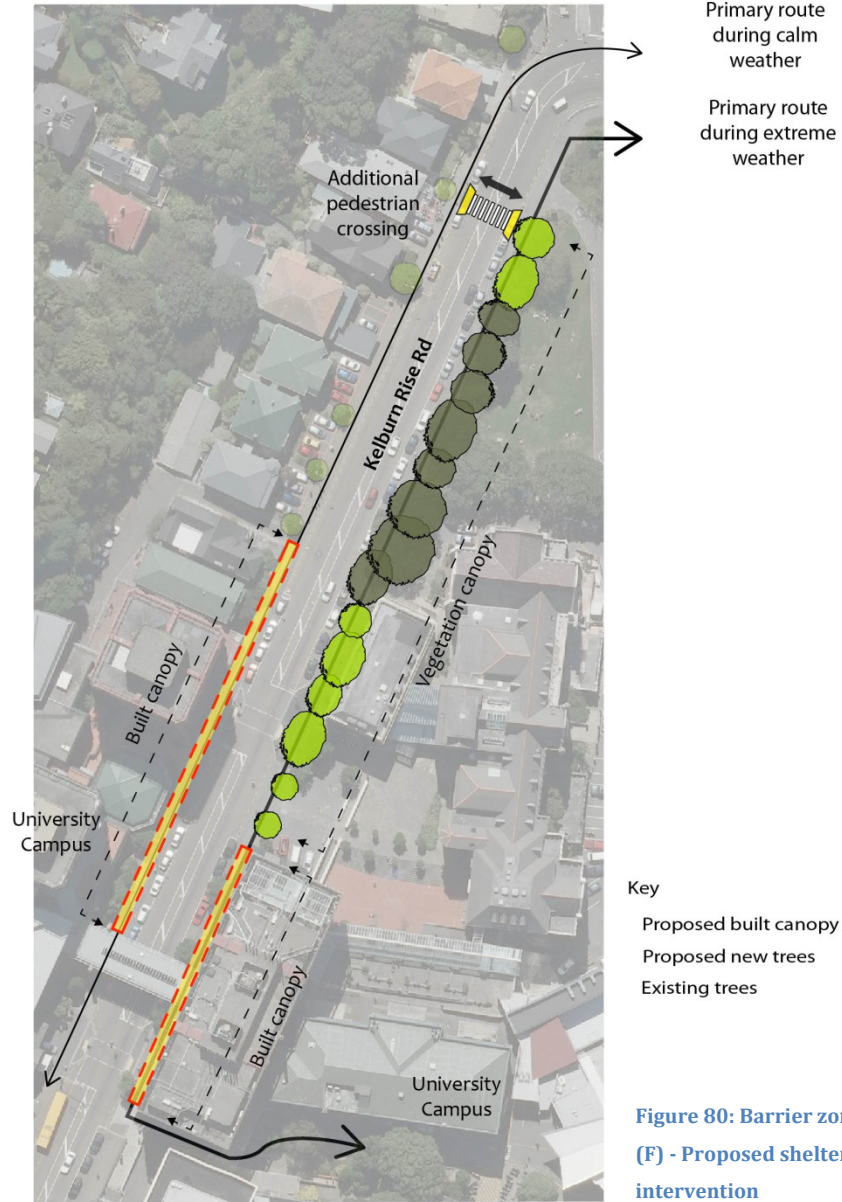 Primary route
during calm
weather
Primary route
during extreme
weather
Additional
pedestrian
crossing
Kelburn Rise Rd
Vegetation canopy
Built canopy
University
Campus
Built canopy
University
Campus
Key
Proposed built canopy
Proposed new trees
Existing trees
Figure 80: Barrier zon
(F) - Proposed shelter
intervention